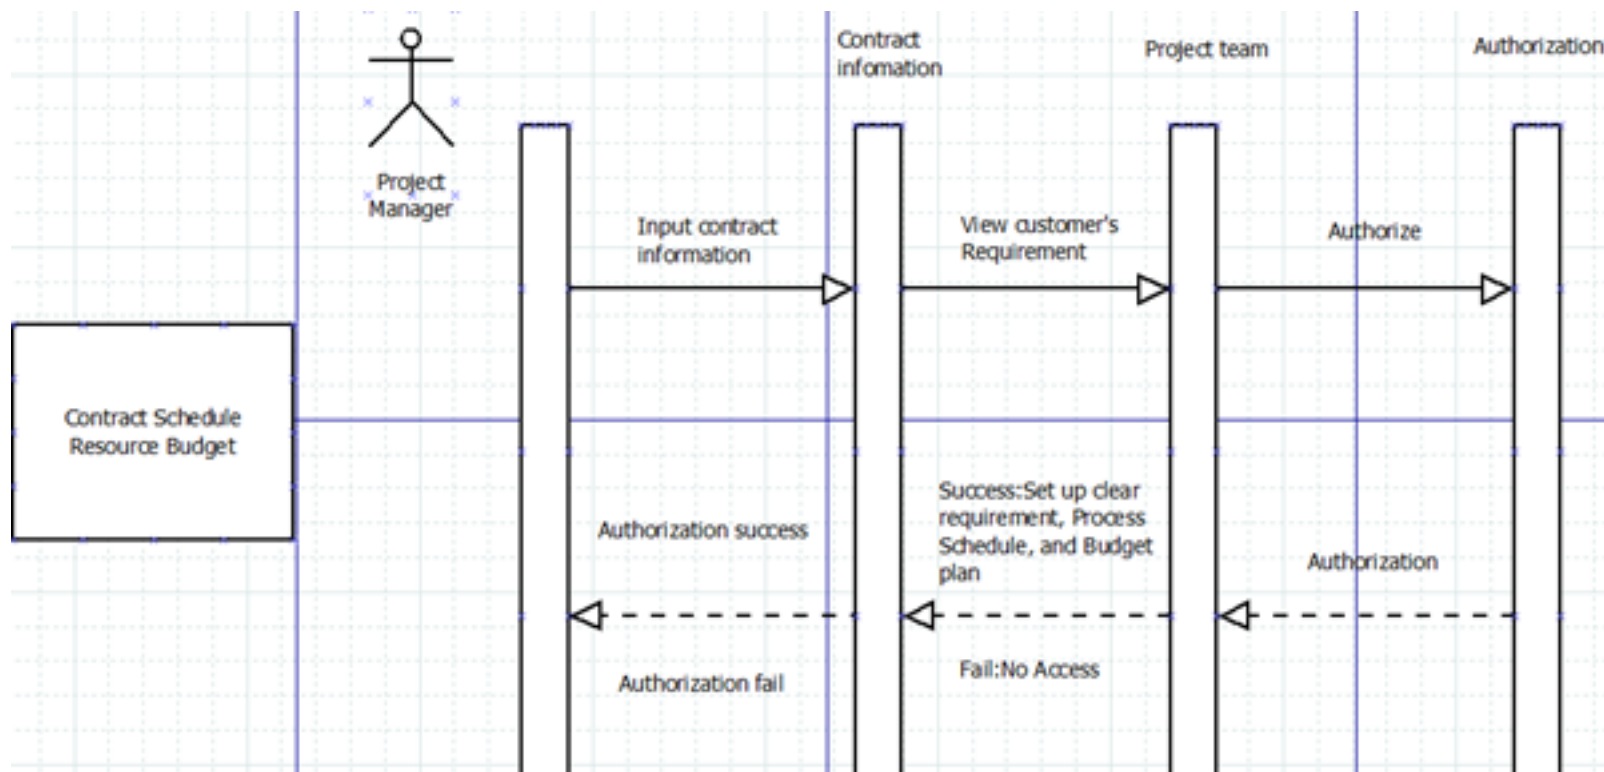 Contract
infomation
Project team
Authorization
Project
Manager
Input contract
information
View customer's
Requirement
Authorize
Contract Schedule
Resource Budget
Authorization success
Success:Set up clear
requirement, Process
Schedule, and Budget
plan
Authorization
Authorization fail
Fail:No Access